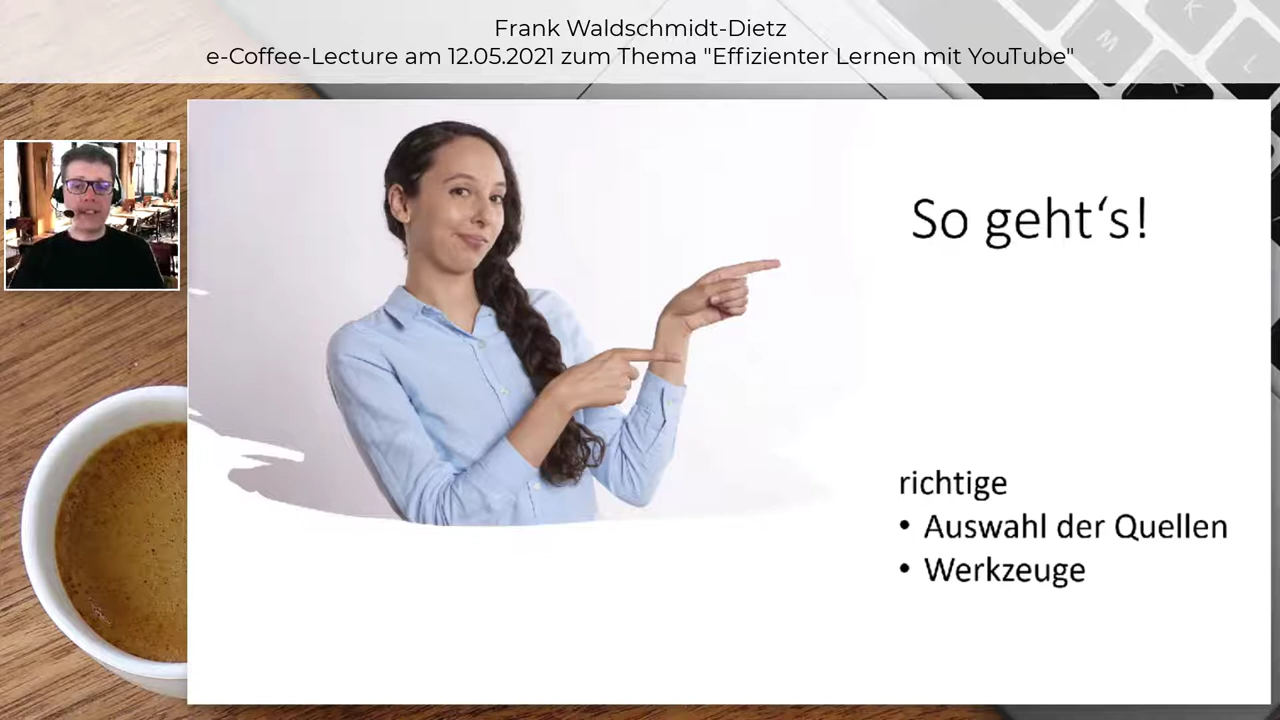 Frank Waldschmidt-Dietz
e-Coffee-Lecture am 12.05.2021 zum Thema "Effizienter Lernen mit YouTube"
So geht‘s!
richtige
• Auswahl der Quellen
• Werkzeuge